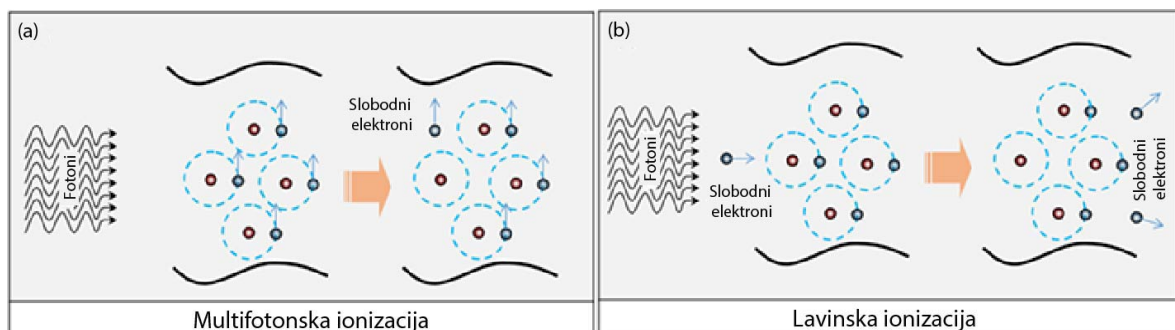 (a)
Fotoni
Slobodni
elektroni
Multifotonska ionizacija
(b)
Fotoni
Slobodni
elektroni
Slobodni
elektroni
Lavinska ionizacija